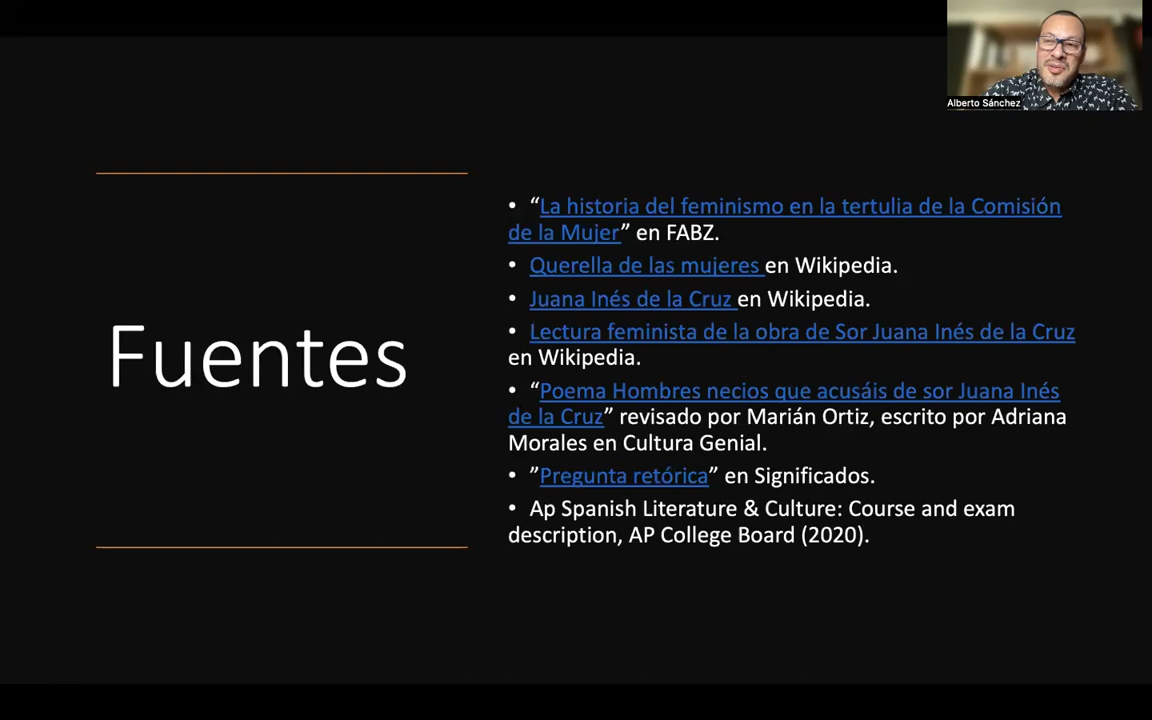 Alberto Sánchez
Fuentes
• “La historia del feminismo en la tertulia de la Comisión
de la Mujer” en FABZ.
• Querella de las mujeres en Wikipedia.
• Juana Inés de la Cruz en Wikipedia.
• Lectura feminista de la obra de Sor Juana Inés de la Cruz
en Wikipedia.
• “Poema Hombres necios que acusáis de sor Juana Inés
de la Cruz” revisado por Marián Ortiz, escrito por Adriana
Morales en Cultura Genial.
• ”Pregunta retórica” en Significados.
• Ap Spanish Literature & Culture: Course and exam
description, AP College Board (2020).